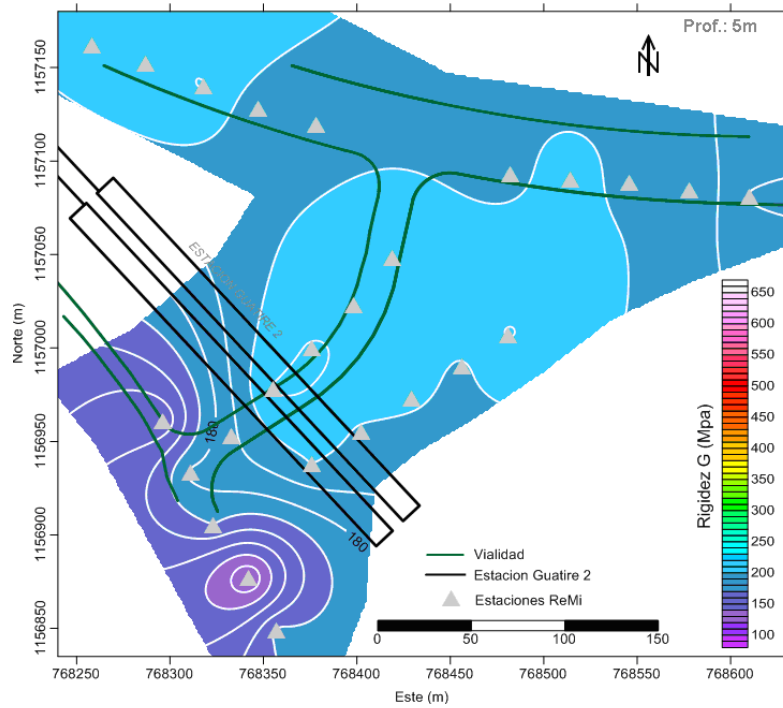 Prof.: 5m
N
1157150
1157100
1157050
1157000
1156950
1156900
1156850
Norte (m)
ESTACION GUATIRE 2
180
180
650
600
550
500
450
400
350
300
250
200
150
100
Rigidez G (Mpa)
Vialidad
Estacion Guatire 2
Estaciones ReMi
0 50 100 150
768250 768300 768350 768400 768450 768500 768550 768600
Este (m)